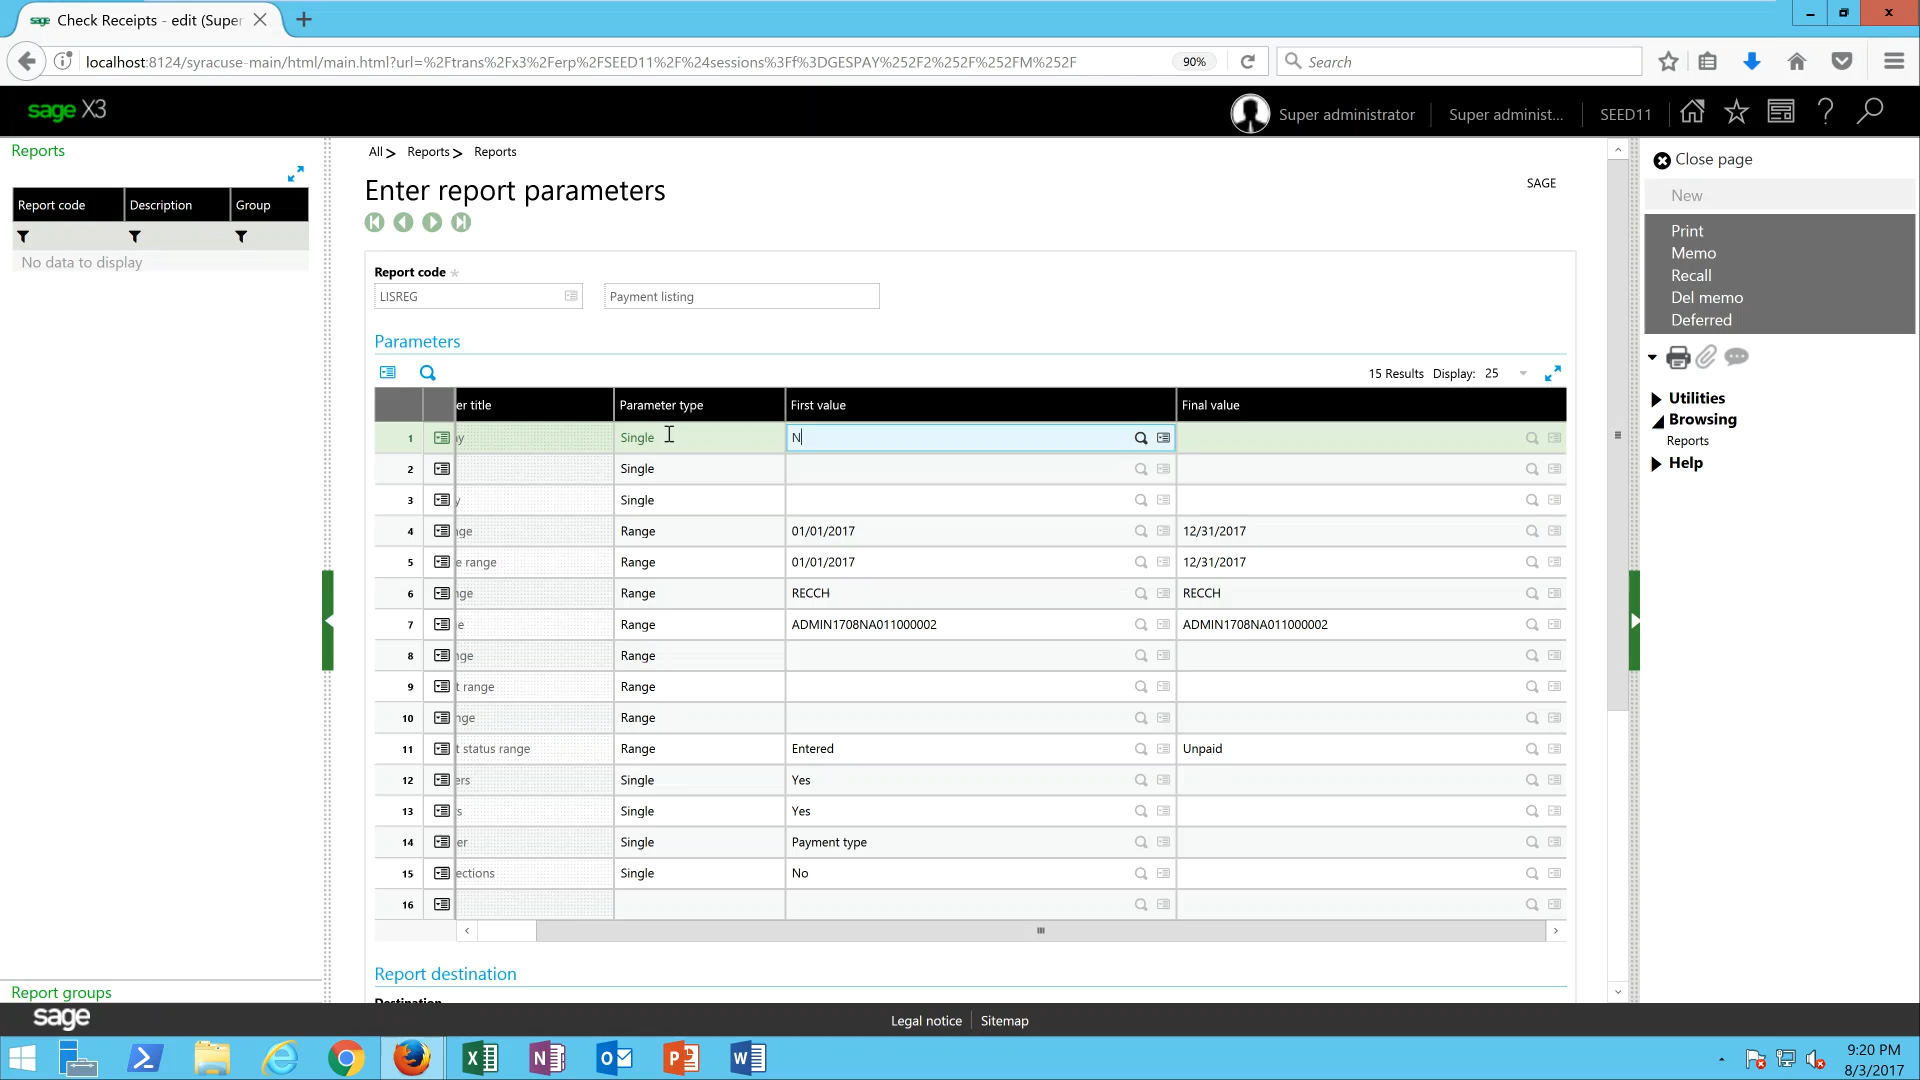 sage Check Receipts - edit (Super
localhost:8124/syracuse-main/html/main.html?url=%2Ftrans%2Fx3%2Ferp%2FSEED11%2F%24sessions%3Ff%3DGESPAY%252F2%252F%252FM%252F
90%
Search
sage X3
Super administrator
Super administ...
SEED11
Reports
Report code Description Group
No data to display
Report groups
All > Reports > Reports
Enter report parameters
SAGE
Report code *
LISREG
Payment listing
Parameters
15 Results Display: 25
er title Parameter type First value Final value
1 ay Single N
2 Single
3 y Single
4 nge Range 01/01/2017 12/31/2017
5 e range Range 01/01/2017 12/31/2017
6 nge Range RECCH RECCH
7 e Range ADMIN1708NA011000002 ADMIN1708NA011000002
8 nge Range
9 t range Range
10 nge Range
11 t status range Range Entered Unpaid
12 ers Single Yes
13 s Single Yes
14 er Single Payment type
15 ections Single No
16
Report destination
Destination
Close page
New
Print
Memo
Recall
Del memo
Deferred
Utilities
Browsing
Reports
Help
sage
Legal notice Sitemap
9:20 PM
8/3/2017